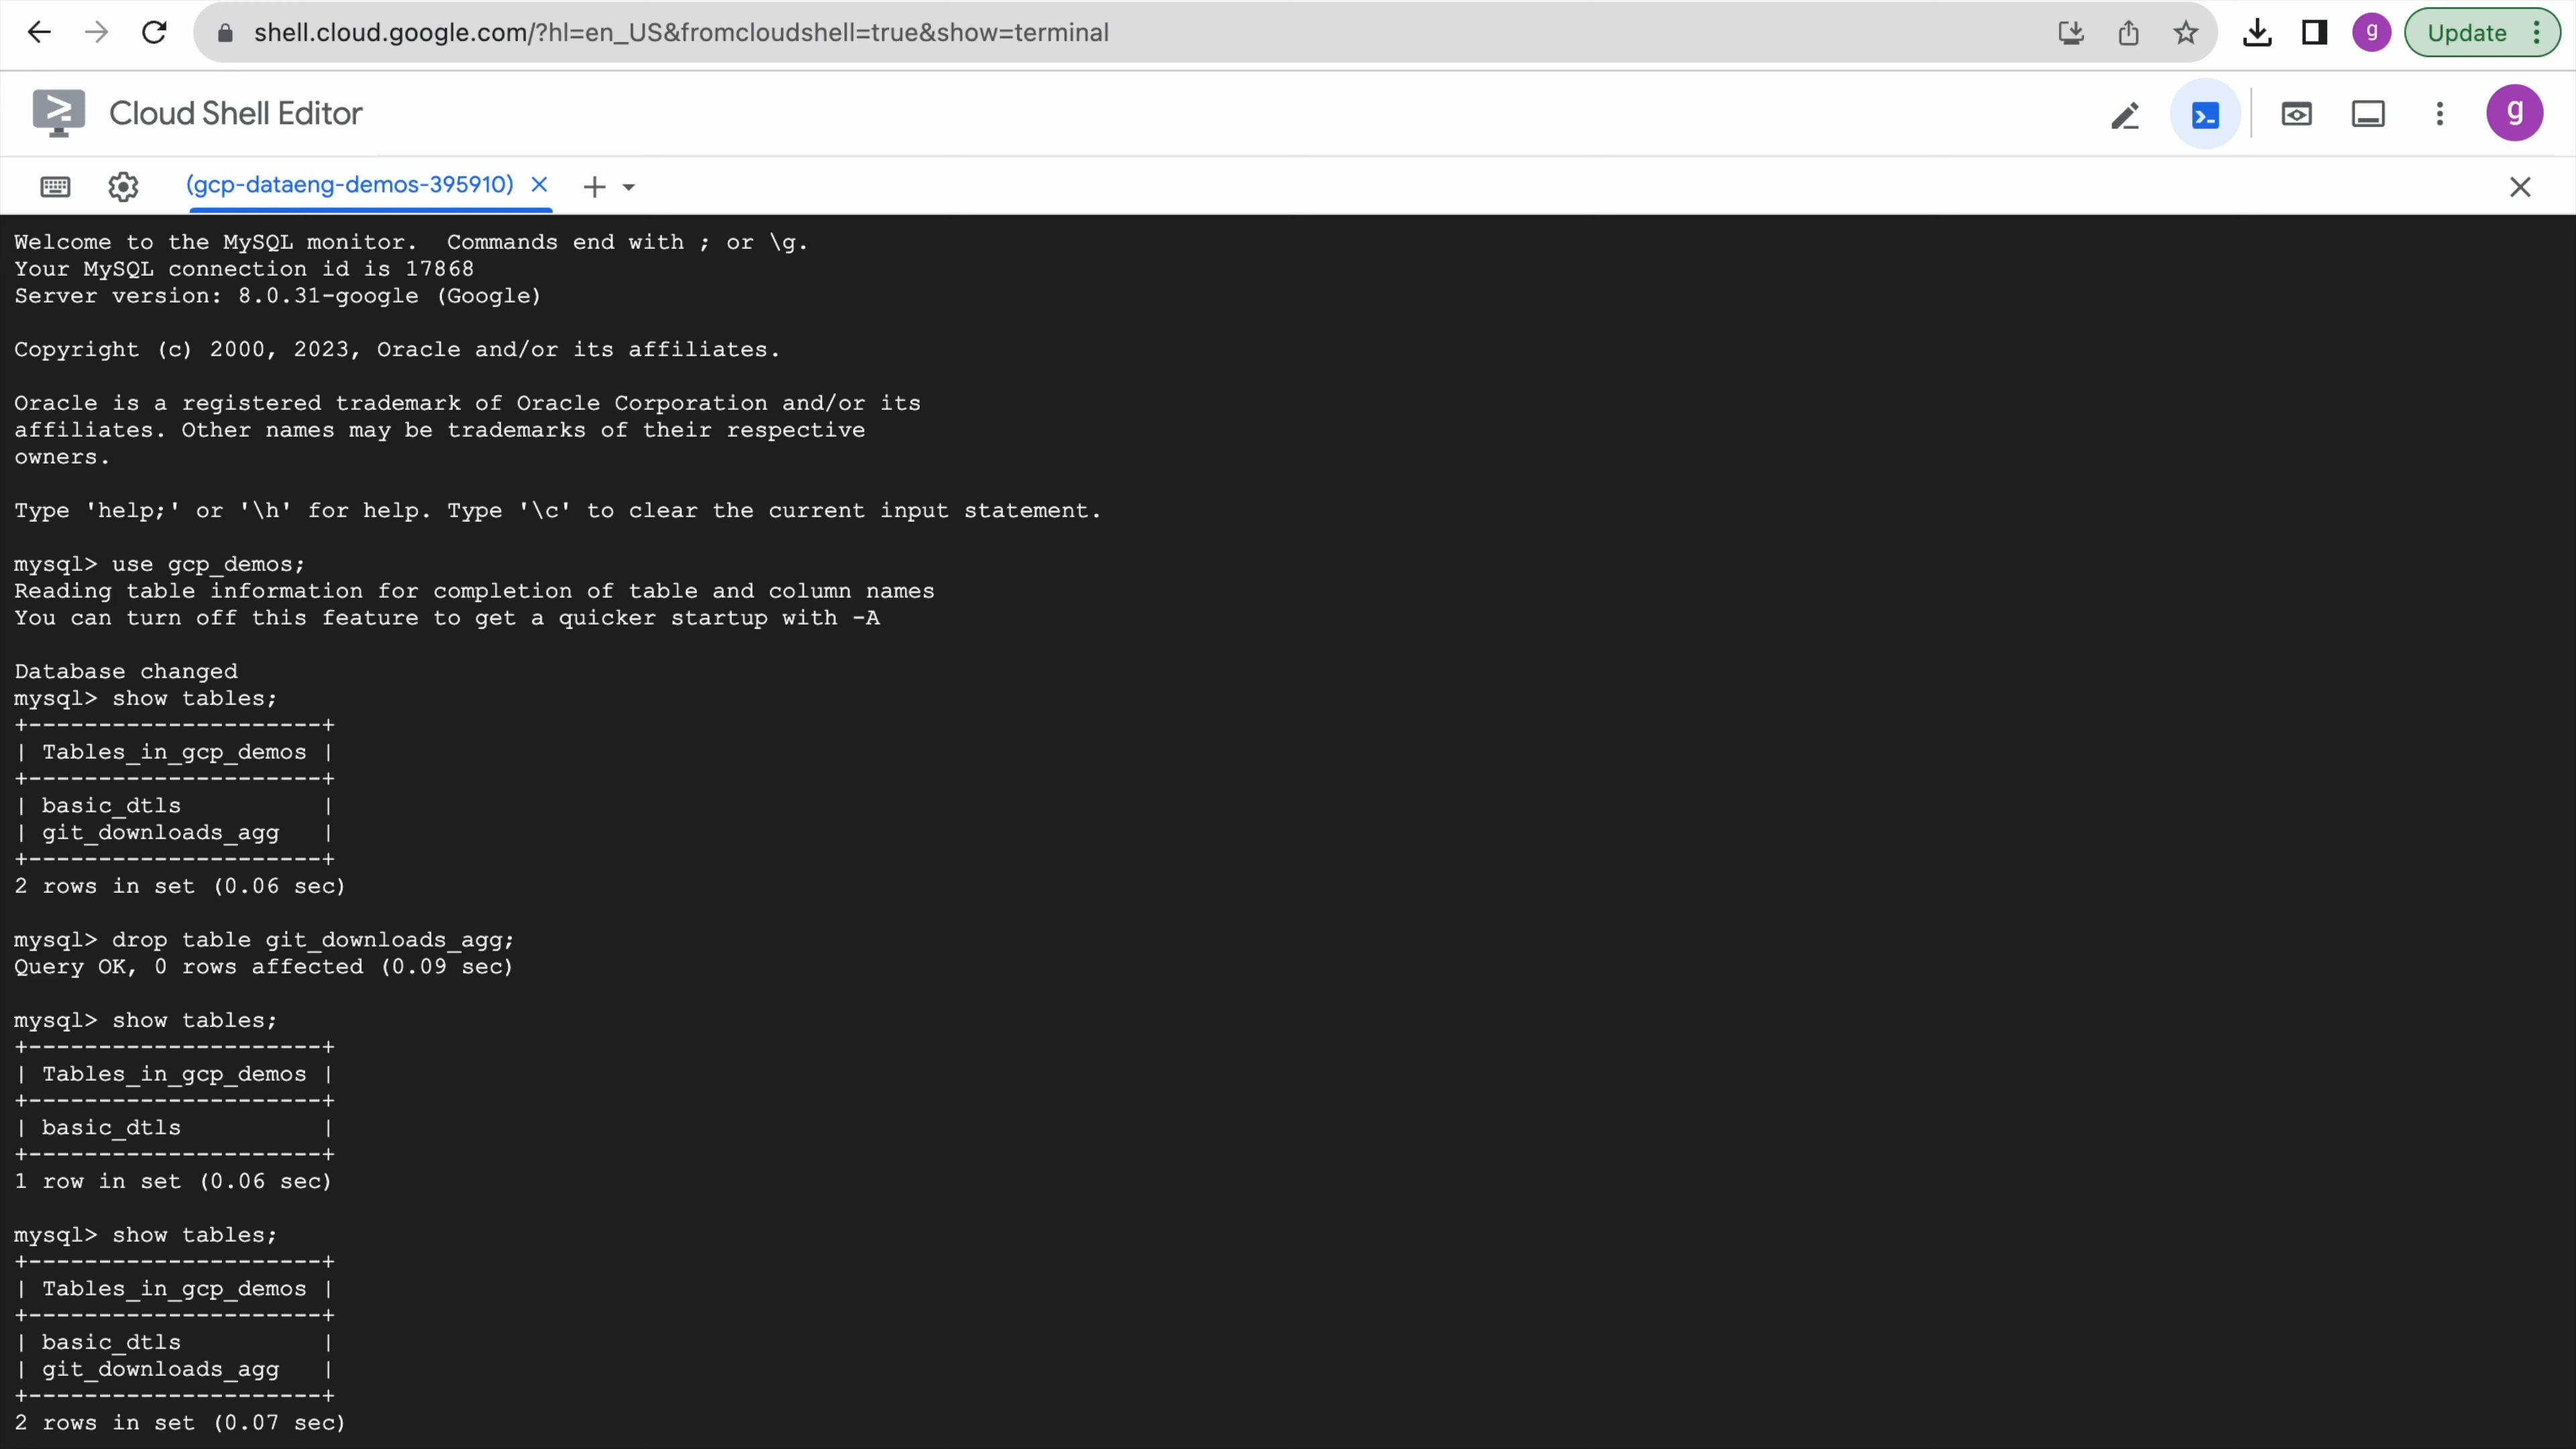 shell.cloud.google.com/?hl=en_US&fromcloudshell=true&show=terminal
g
Update
Cloud Shell Editor
g
(gcp-dataeng-demos-395910)
Welcome to the MySQL monitor.  Commands end with ; or \g.
Your MySQL connection id is 17868
Server version: 8.0.31-google (Google)
Copyright (c) 2000, 2023, Oracle and/or its affiliates.
Oracle is a registered trademark of Oracle Corporation and/or its
affiliates. Other names may be trademarks of their respective
owners.
Type 'help;' or '\h' for help. Type '\c' to clear the current input statement.
mysql> use gcp_demos;
Reading table information for completion of table and column names
You can turn off this feature to get a quicker startup with -A
Database changed
mysql> show tables;
+---------------------+
| Tables_in_gcp_demos |
+---------------------+
| basic_dtls          |
| git_downloads_agg   |
+---------------------+
2 rows in set (0.06 sec)
mysql> drop table git_downloads_agg;
Query OK, 0 rows affected (0.09 sec)
mysql> show tables;
+---------------------+
| Tables_in_gcp_demos |
+---------------------+
| basic_dtls          |
+---------------------+
1 row in set (0.06 sec)
mysql> show tables;
+---------------------+
| Tables_in_gcp_demos |
+---------------------+
| basic_dtls          |
| git_downloads_agg   |
+---------------------+
2 rows in set (0.07 sec)